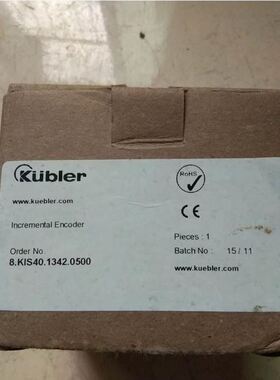 Kübler
RoHS
www.kuebler.com
CE
Incremental Encoder
Pieces : 1
Order No.
Batch No : 15 / 11
8.KIS40.1342.0500
www.kuebler.com